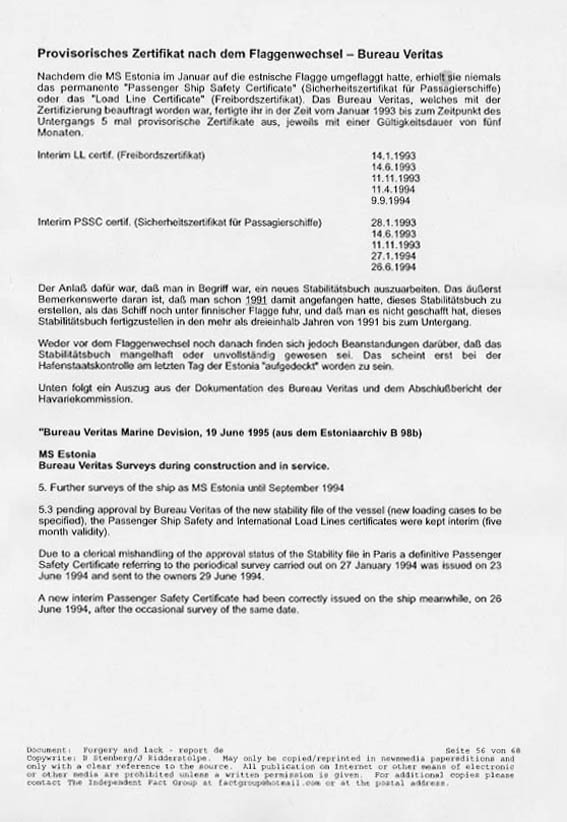 Provisorisches Zertifikat nach dem Flaggenwechsel – Bureau Veritas
Nachdem die MS Estonia im Januar auf die estnische Flagge umgeflaggt hatte, erhielt sie niemals
das permanente "Passenger Ship Safety Certificate" (Sicherheitszertifikat für Passagierschiffe)
oder das "Load Line Certificate" (Freibordszertifikat). Das Bureau Veritas, welches mit der
Zertifizierung beauftragt worden war, fertigte ihr in der Zeit vom Januar 1993 bis zum Zeitpunkt des
Untergangs 5 mal provisorische Zertifikate aus, jeweils mit einer Gültigkeitsdauer von fünf
Monaten.
Interim LL certif. (Freibordszertifikat) 14.1.1993
14.6.1993
11.11.1993
11.4.1994
9.9.1994
Interim PSSC certif. (Sicherheitszertifikat für Passagierschiffe) 28.1.1993
14.6.1993
11.11.1993
27.1.1994
26.6.1994
Der Anlaß dafür war, daß man in Begriff war, ein neues Stabilitätsbuch auszuarbeiten. Das äußerst
Bemerkenswerte daran ist, daß man schon 1991 damit angefangen hatte, dieses Stabilitätsbuch zu
erstellen, als das Schiff noch unter finnischer Flagge fuhr, und daß man es nicht geschafft hat, dieses
Stabilitätsbuch fertigzustellen in den mehr als dreieinhalb Jahren von 1991 bis zum Untergang.
Weder vor dem Flaggenwechsel noch danach finden sich jedoch Beanstandungen darüber, daß das
Stabilitätsbuch mangelhaft oder unvollständig gewesen sei. Das scheint erst bei der
Hafenstaatskontrolle am letzten Tag der Estonia "aufgedeckt" worden zu sein.
Unten folgt ein Auszug aus der Dokumentation des Bureau Veritas und dem Abschlußbericht der
Havariekommission.
"Bureau Veritas Marine Devision, 19 June 1995 (aus dem Estoniaarchiv B 98b)
MS Estonia
Bureau Veritas Surveys during construction and in service.
5. Further surveys of the ship as MS Estonia until September 1994
5.3 pending approval by Bureau Veritas of the new stability file of the vessel (new loading cases to be
specified), the Passenger Ship Safety and International Load Lines certificates were kept interim (five
month validity).
Due to a clerical mishandling of the approval status of the Stability file in Paris a definitive Passenger
Safety Certificate referring to the periodical survey carried out on 27 January 1994 was issued on 23
June 1994 and sent to the owners 29 June 1994.
A new interim Passenger Safety Certificate had been correctly issued on the ship meanwhile, on 26
June 1994, after the occasional survey of the same date.
Document: Forgery and lack - report de Seite 56 von 60
Copywrite: B Stenberg/J Ridderstolpe. May only be copied/reprinted in newsmedia papereditions and
only with a clear reference to the source. All publication on Internet or other means of electronic
or other media are prohibited unless a written permission is given. For additional copies please
contact The Independent Fact Group at factgroup@hotmail.com or at the postal address.